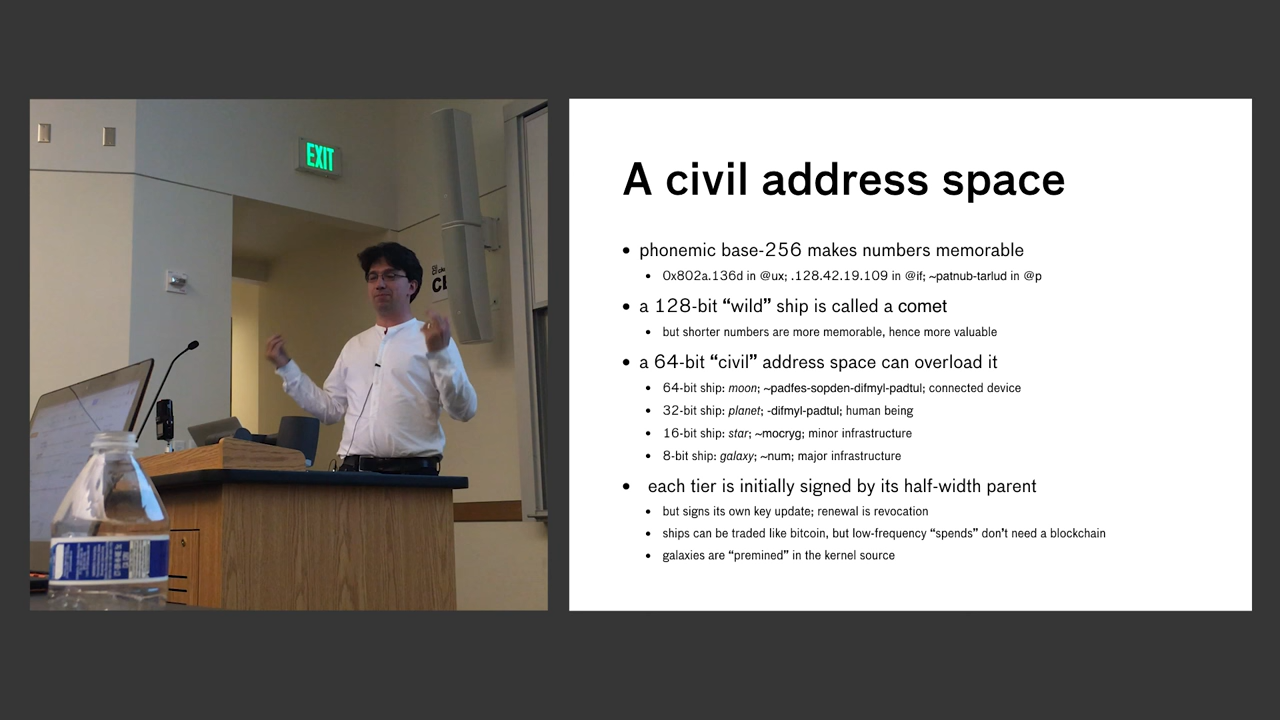 EXIT
A civil address space
• phonemic base-256 makes numbers memorable
• 0x802a.136d in @ux; .128.42.19.109 in @if; ~patnub-tarlud in @p
• a 128-bit “wild” ship is called a comet
• but shorter numbers are more memorable, hence more valuable
• a 64-bit “civil” address space can overload it
• 64-bit ship: moon; ~padfes-sopden-difmyl-padtul; connected device
• 32-bit ship: planet; -difmyl-padtul; human being
• 16-bit ship: star; ~mocryg; minor infrastructure
• 8-bit ship: galaxy; ~num; major infrastructure
• each tier is initially signed by its half-width parent
• but signs its own key update; renewal is revocation
• ships can be traded like bitcoin, but low-frequency “spends” don’t need a blockchain
• galaxies are “premined” in the kernel source